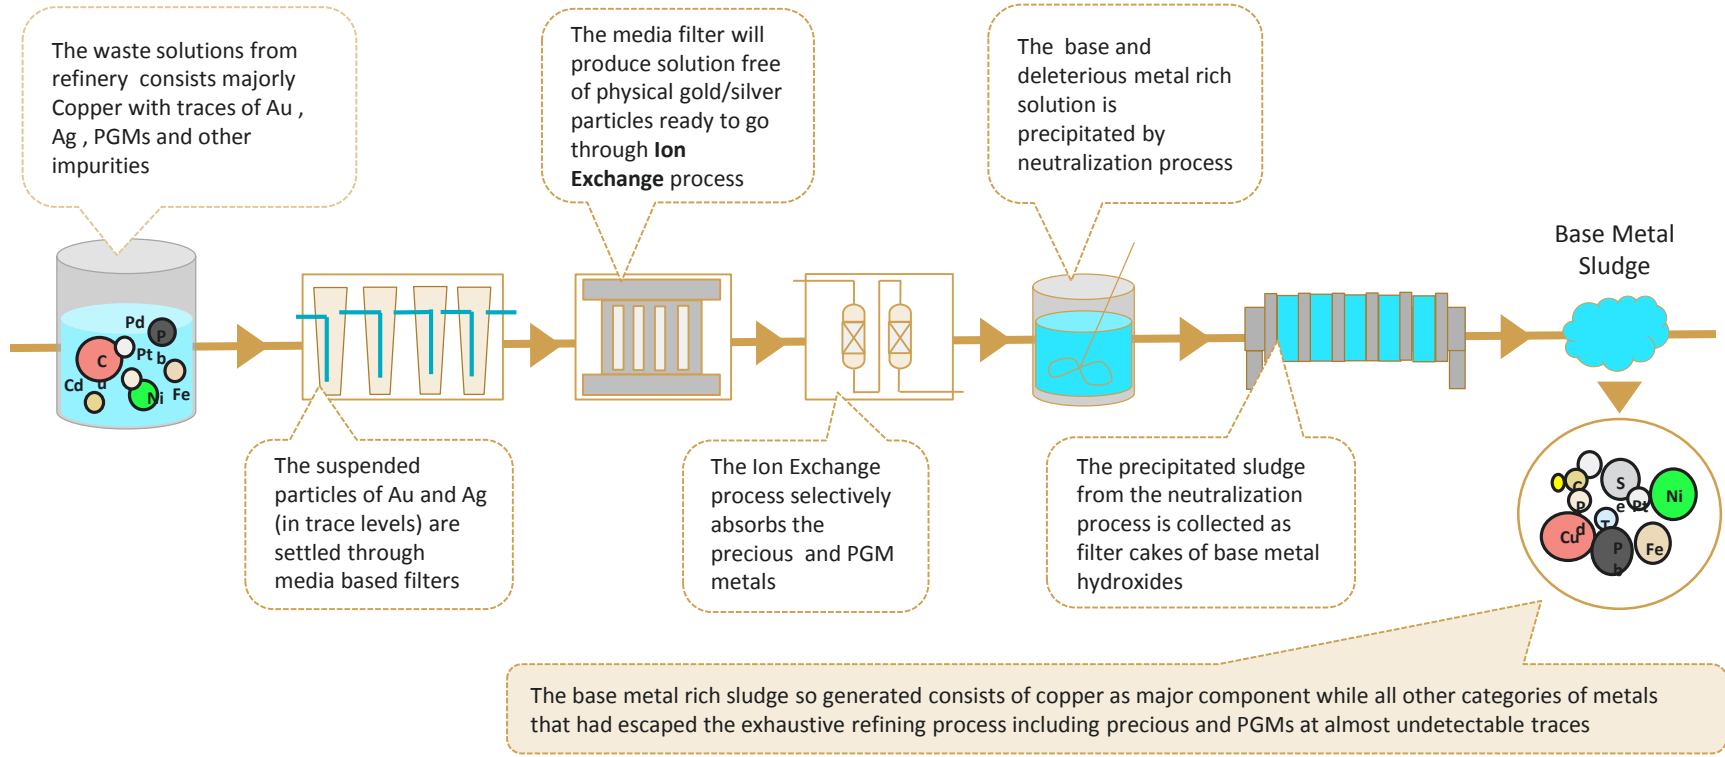 The waste solutions from
refinery consists majorly
Copper with traces of Au ,
Ag , PGMs and other
impurities
The media filter will
produce solution free
of physical gold/silver
particles ready to go
through Ion
Exchange process
The base and
deleterious metal rich
solution is
precipitated by
neutralization process
Base Metal
Sludge
Pd
P
b
C
u
Pt
Cd
Ni
Fe
The suspended
particles of Au and Ag
(in trace levels) are
settled through
media based filters
The Ion Exchange
process selectively
absorbs the
precious and PGM
metals
The precipitated sludge
from the neutralization
process is collected as
filter cakes of base metal
hydroxides
C
S
e
Pt
Ni
P
d
T
Cu
P
b
Fe
The base metal rich sludge so generated consists of copper as major component while all other categories of metals
that had escaped the exhaustive refining process including precious and PGMs at almost undetectable traces